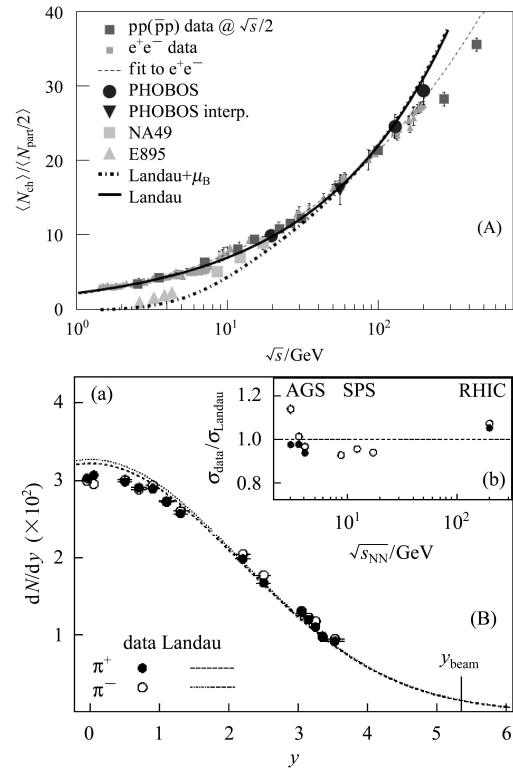 40
30
20
10
0
⟨N_ch⟩/⟨N_part/2⟩
pp(p̄p) data @ √s/2
e⁺e⁻ data
fit to e⁺e⁻
PHOBOS
PHOBOS interp.
NA49
E895
Landau+μ_B
Landau
(A)
10⁰ 10¹ 10² 10³
√s/GeV
(a)
4
3
2
1
dN/dy (×10²)
AGS SPS RHIC
1.2
1.0
0.8
σ_data/σ_Landau
(b)
10 10²
√s_NN/GeV
(B)
y_beam
data Landau
π⁺
π⁻
0 1 2 3 4 5 6
y